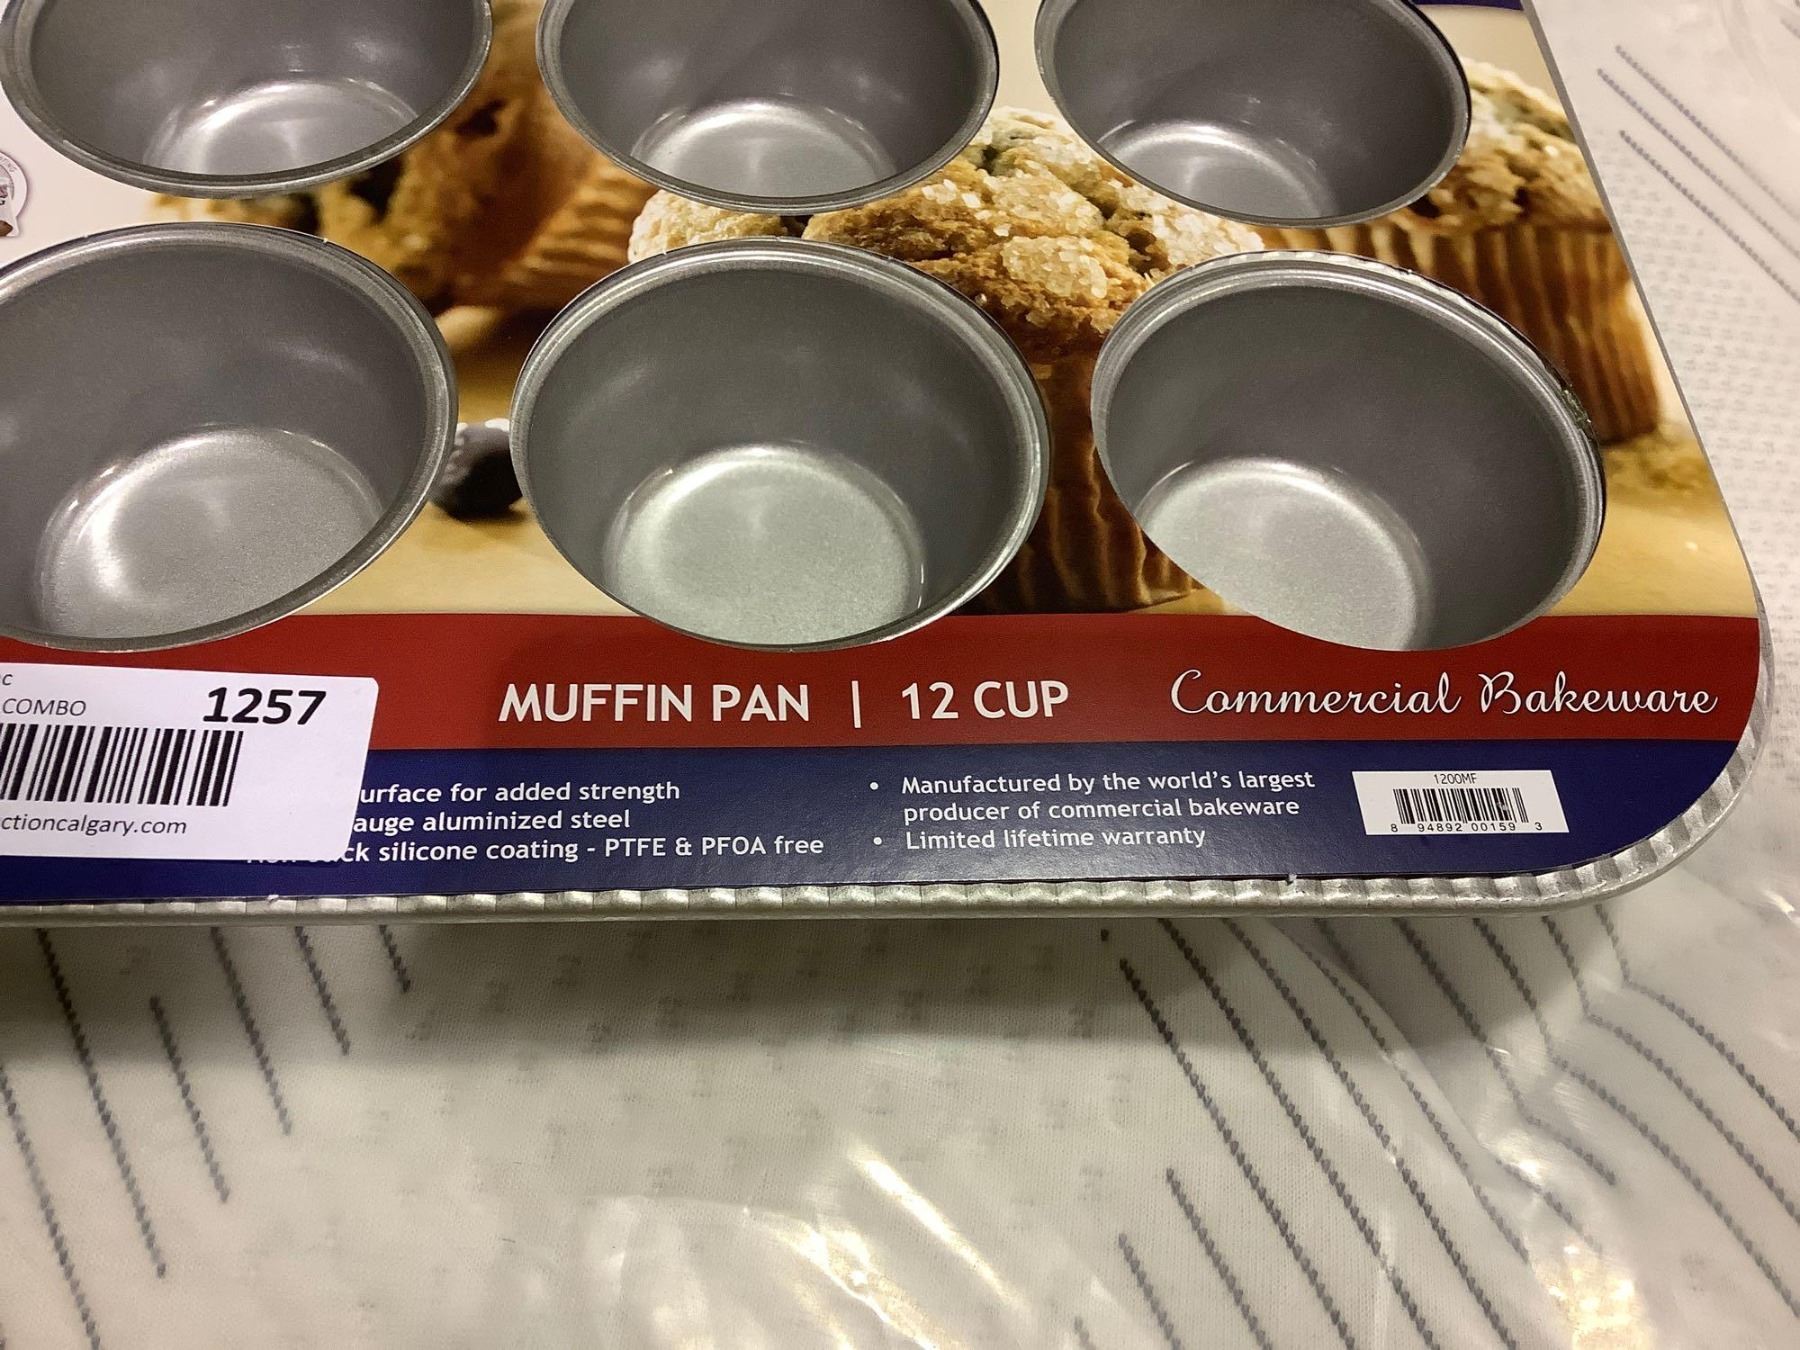 COMBO
1257
ctioncalgary.com
MUFFIN PAN | 12 CUP
Commercial Bakeware
urface for added strength
auge aluminized steel
ck silicone coating - PTFE & PFOA free
• Manufactured by the world's largest
producer of commercial bakeware
• Limited lifetime warranty
1200MF
8 94892 00159 3